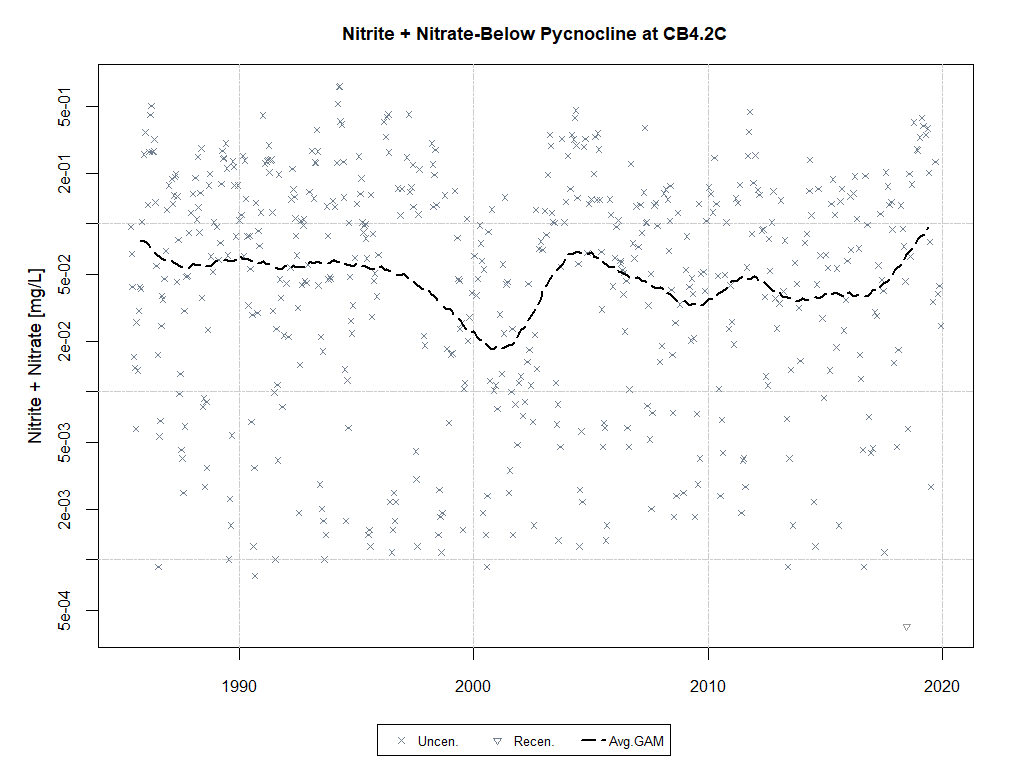 Nitrite + Nitrate-Below Pycnocline at CB4.2C
Nitrite + Nitrate [mg/L]
5e-01
2e-01
5e-02
2e-02
5e-03
2e-03
5e-04
1990 2000 2010 2020
Uncen. Recen. Avg.GAM